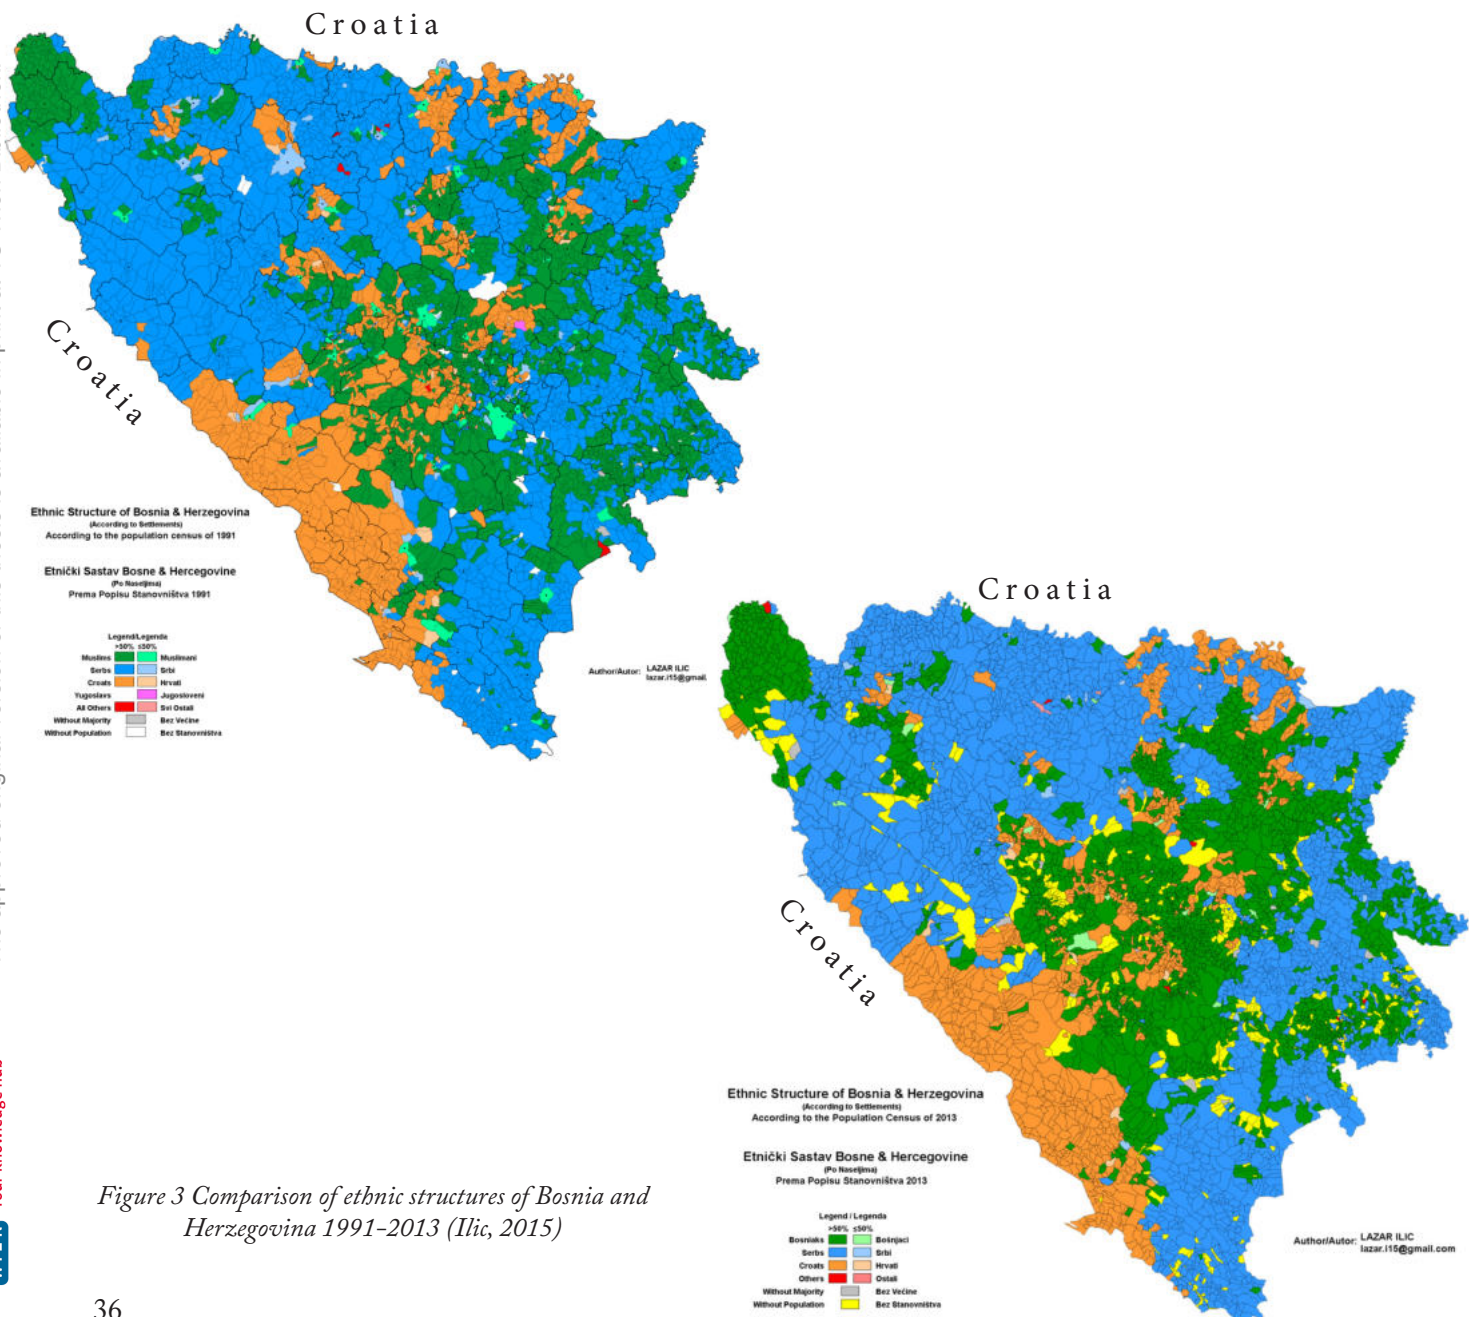 Croatia
Croatia
Ethnic Structure of Bosnia & Herzegovina
(According to Settlements)
According to the population census of 1991
Etnički Sastav Bosne & Hercegovine
(Po Naseljima)
Prema Popisu Stanovništva 1991
Legend/Legenda
>50% ≤50%
Muslims Muslimani
Serbs Srbi
Croats Hrvati
Yugoslavs Jugosloveni
All Others Svi Ostali
Without Majority Bez Većine
Without Population Bez Stanovništva
Author/Autor: LAZAR ILIC
lazar.i15@gmail
Croatia
Croatia
Ethnic Structure of Bosnia & Herzegovina
(According to Settlements)
According to the Population Census of 2013
Etnički Sastav Bosne & Hercegovine
(Po Naseljima)
Prema Popisu Stanovništva 2013
Legend / Legenda
>50% ≤50%
Bosniaks Bošnjaci
Serbs Srbi
Croats Hrvati
Others Ostali
Without Majority Bez Većine
Without Population Bez Stanovništva
Author/Autor: LAZAR ILIC
lazar.i15@gmail.com
Figure 3 Comparison of ethnic structures of Bosnia and
Herzegovina 1991-2013 (Ilic, 2015)
36